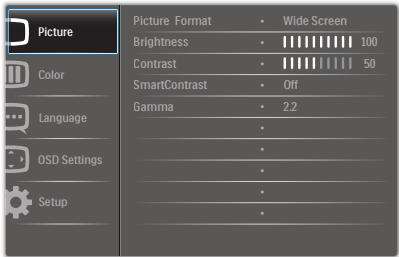 Picture
Color
Language
OSD Settings
Setup
Picture Format • Wide Screen
Brightness • 100
Contrast • 50
SmartContrast • Off
Gamma • 2.2
•
•
•
•
•